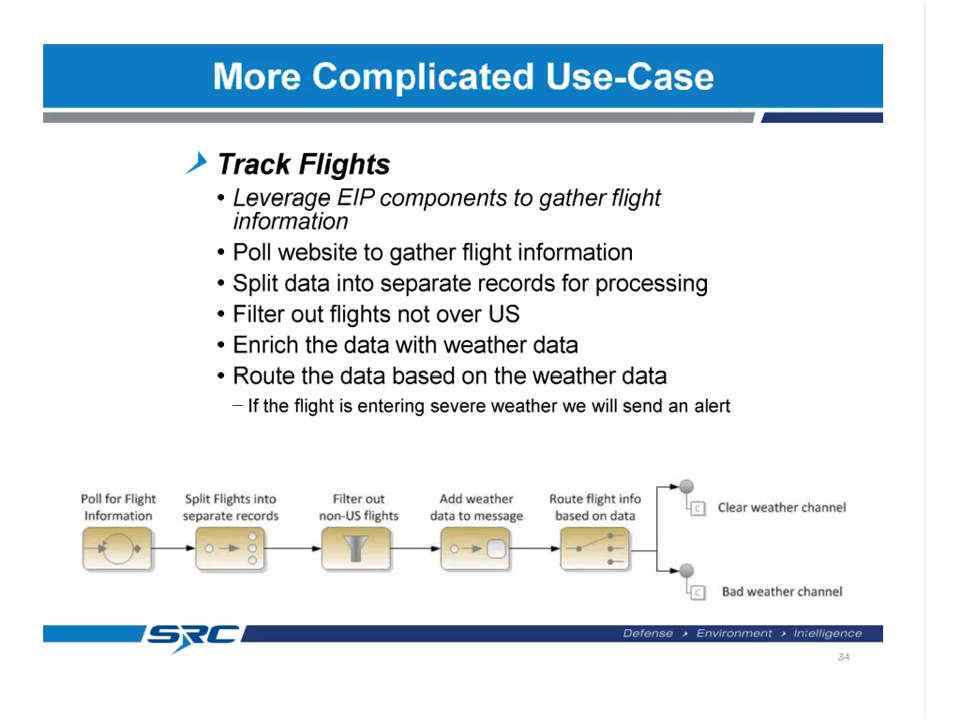 More Complicated Use-Case
Track Flights
• Leverage EIP components to gather flight
information
• Poll website to gather flight information
• Split data into separate records for processing
• Filter out flights not over US
• Enrich the data with weather data
• Route the data based on the weather data
– If the flight is entering severe weather we will send an alert
Poll for Flight
Information
Split Flights into
separate records
Filter out
non-US flights
Add weather
data to message
Route flight info
based on data
C
Clear weather channel
C
Bad weather channel
SRC
Defense Environment Intelligence
34